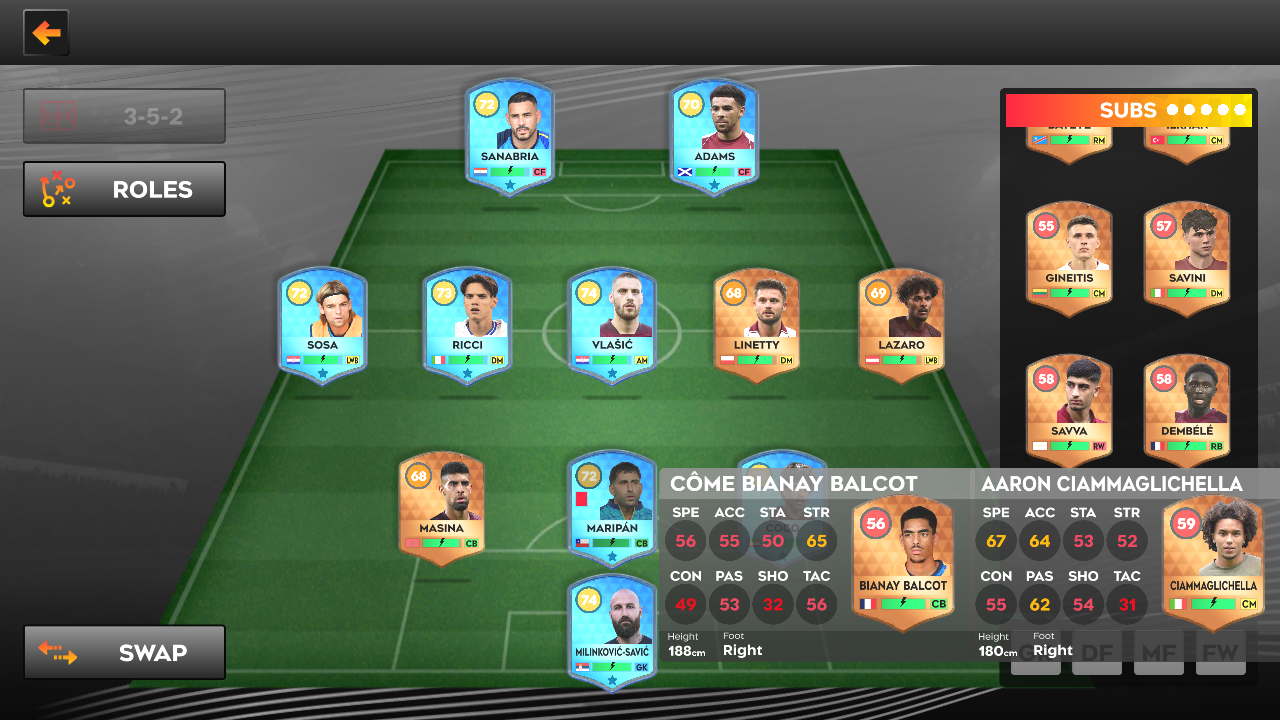 3-5-2
ROLES
SWAP
72
SANABRIA
CF
70
ADAMS
CF
72
SOSA
LWB
73
RICCI
DM
74
VLAŠIĆ
AM
68
LINETTY
DM
69
LAZARO
LWB
68
MASINA
CB
72
MARIPÁN
CB
COCO
74
MILINKOVIĆ-SAVIĆ
GK
SUBS
RM
CM
55
GINEITIS
CM
57
SAVINI
DM
58
SAVVA
RW
58
DEMBÉLÉ
RB
CÔME BIANAY BALCOT
SPE ACC STA STR
56 55 50 65
CON PAS SHO TAC
49 53 32 56
Height Foot
188cm Right
56
BIANAY BALCOT
CB
AARON CIAMMAGLICHELLA
SPE ACC STA STR
67 64 53 52
CON PAS SHO TAC
55 62 54 31
Height Foot
180cm Right
59
CIAMMAGLICHELLA
CM
DF MF FW